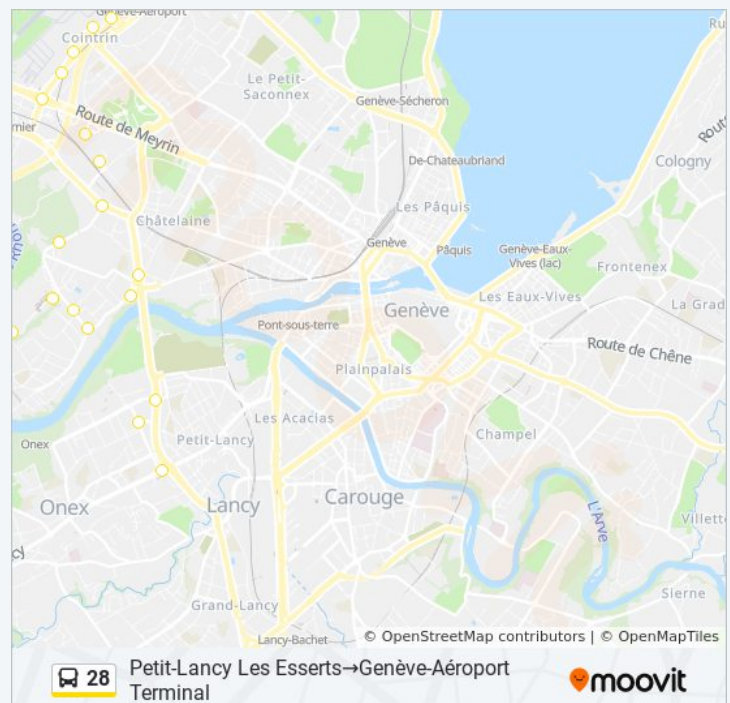 Genève-Aéroport
Cointrin
Ru
Le Petit-
Saconnex
Genève-Sécheron
Route de Meyrin
Route
De-Chateaubriand
Cologny
Les Pâquis
Châtelaine
Genève
Pâquis
Genève-Eaux-
Vives (lac)
Frontenex
Les Eaux-Vives
La Grad
Genève
Pont-sous-terre
Route de Chêne
Plainpalais
Les Acacias
Champel
Onex
Petit-Lancy
Onex
Lancy
Carouge
L'Arve
Villette
cy
Sierne
Grand-Lancy
Lancy-Bachet
© OpenStreetMap contributors | © OpenMapTiles
28
Petit-Lancy Les Esserts→Genève-Aéroport
Terminal
moovit